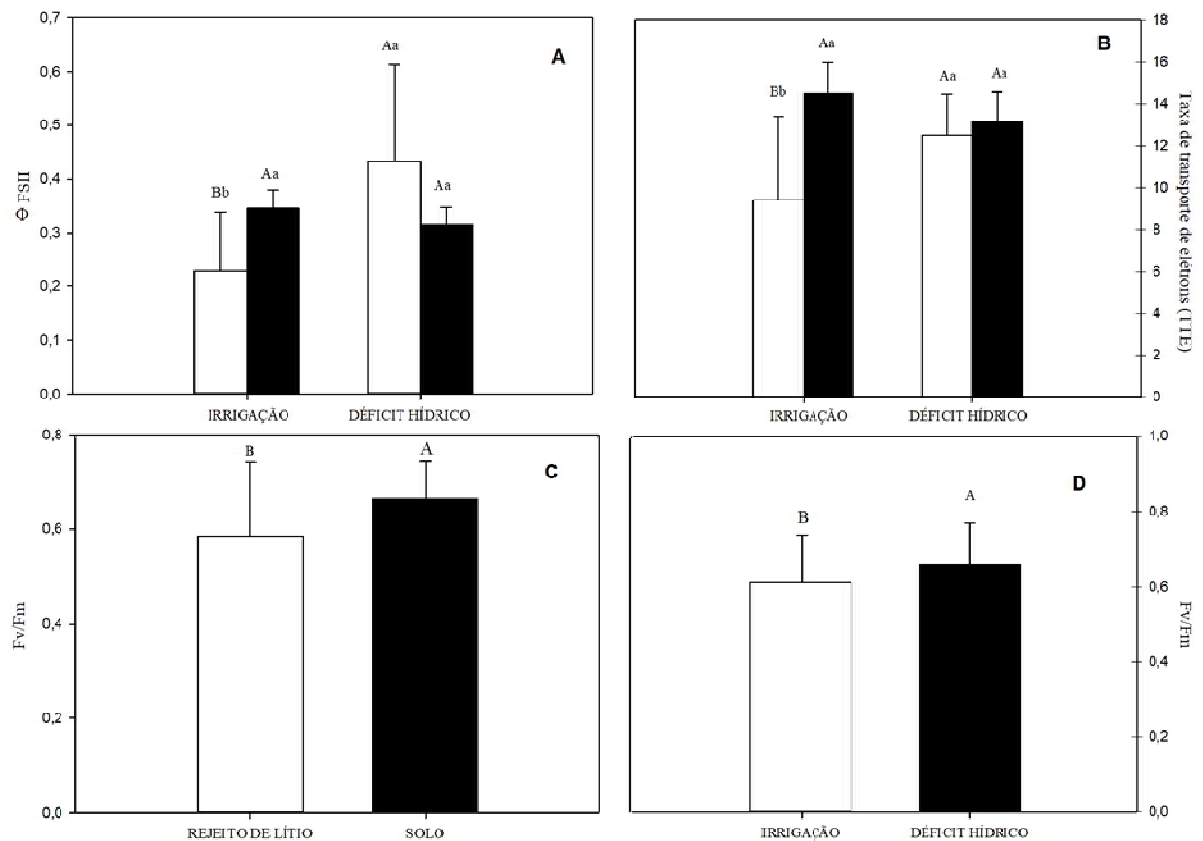 A
Φ FSII
0,7
0,6
0,5
0,4
0,3
0,2
0,1
0,0
Bb
Aa
Aa
Aa
IRRIGAÇÃO
DÉFICIT HÍDRICO
B
Bb
Aa
Aa
Aa
18
16
14
12
10
8
6
4
2
0
Taxa de transporte de elétrons (TTE)
IRRIGAÇÃO
DÉFICIT HÍDRICO
C
Fv/Fm
0,8
0,6
0,4
0,2
0,0
B
A
REJEITO DE LÍTIO
SOLO
D
B
A
1,0
0,8
0,6
0,4
0,2
0,0
Fv/Fm
IRRIGAÇÃO
DÉFICIT HÍDRICO